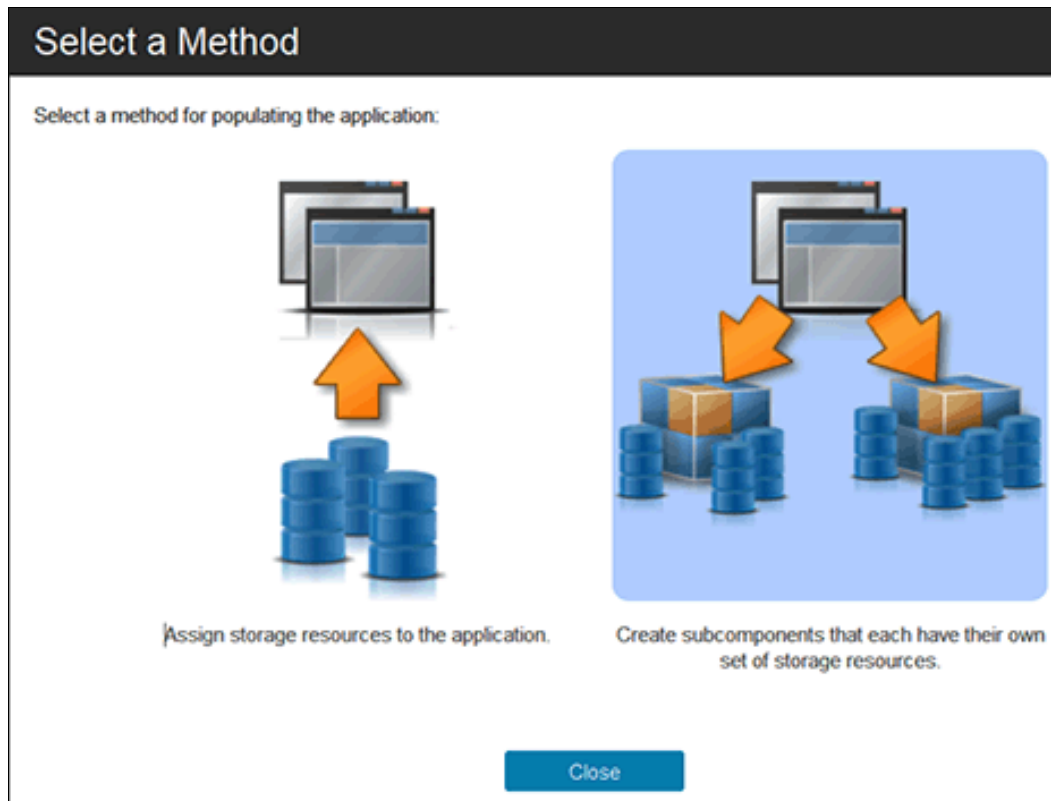 Select a Method
Select a method for populating the application:
Assign storage resources to the application.
Create subcomponents that each have their own
set of storage resources.
Close